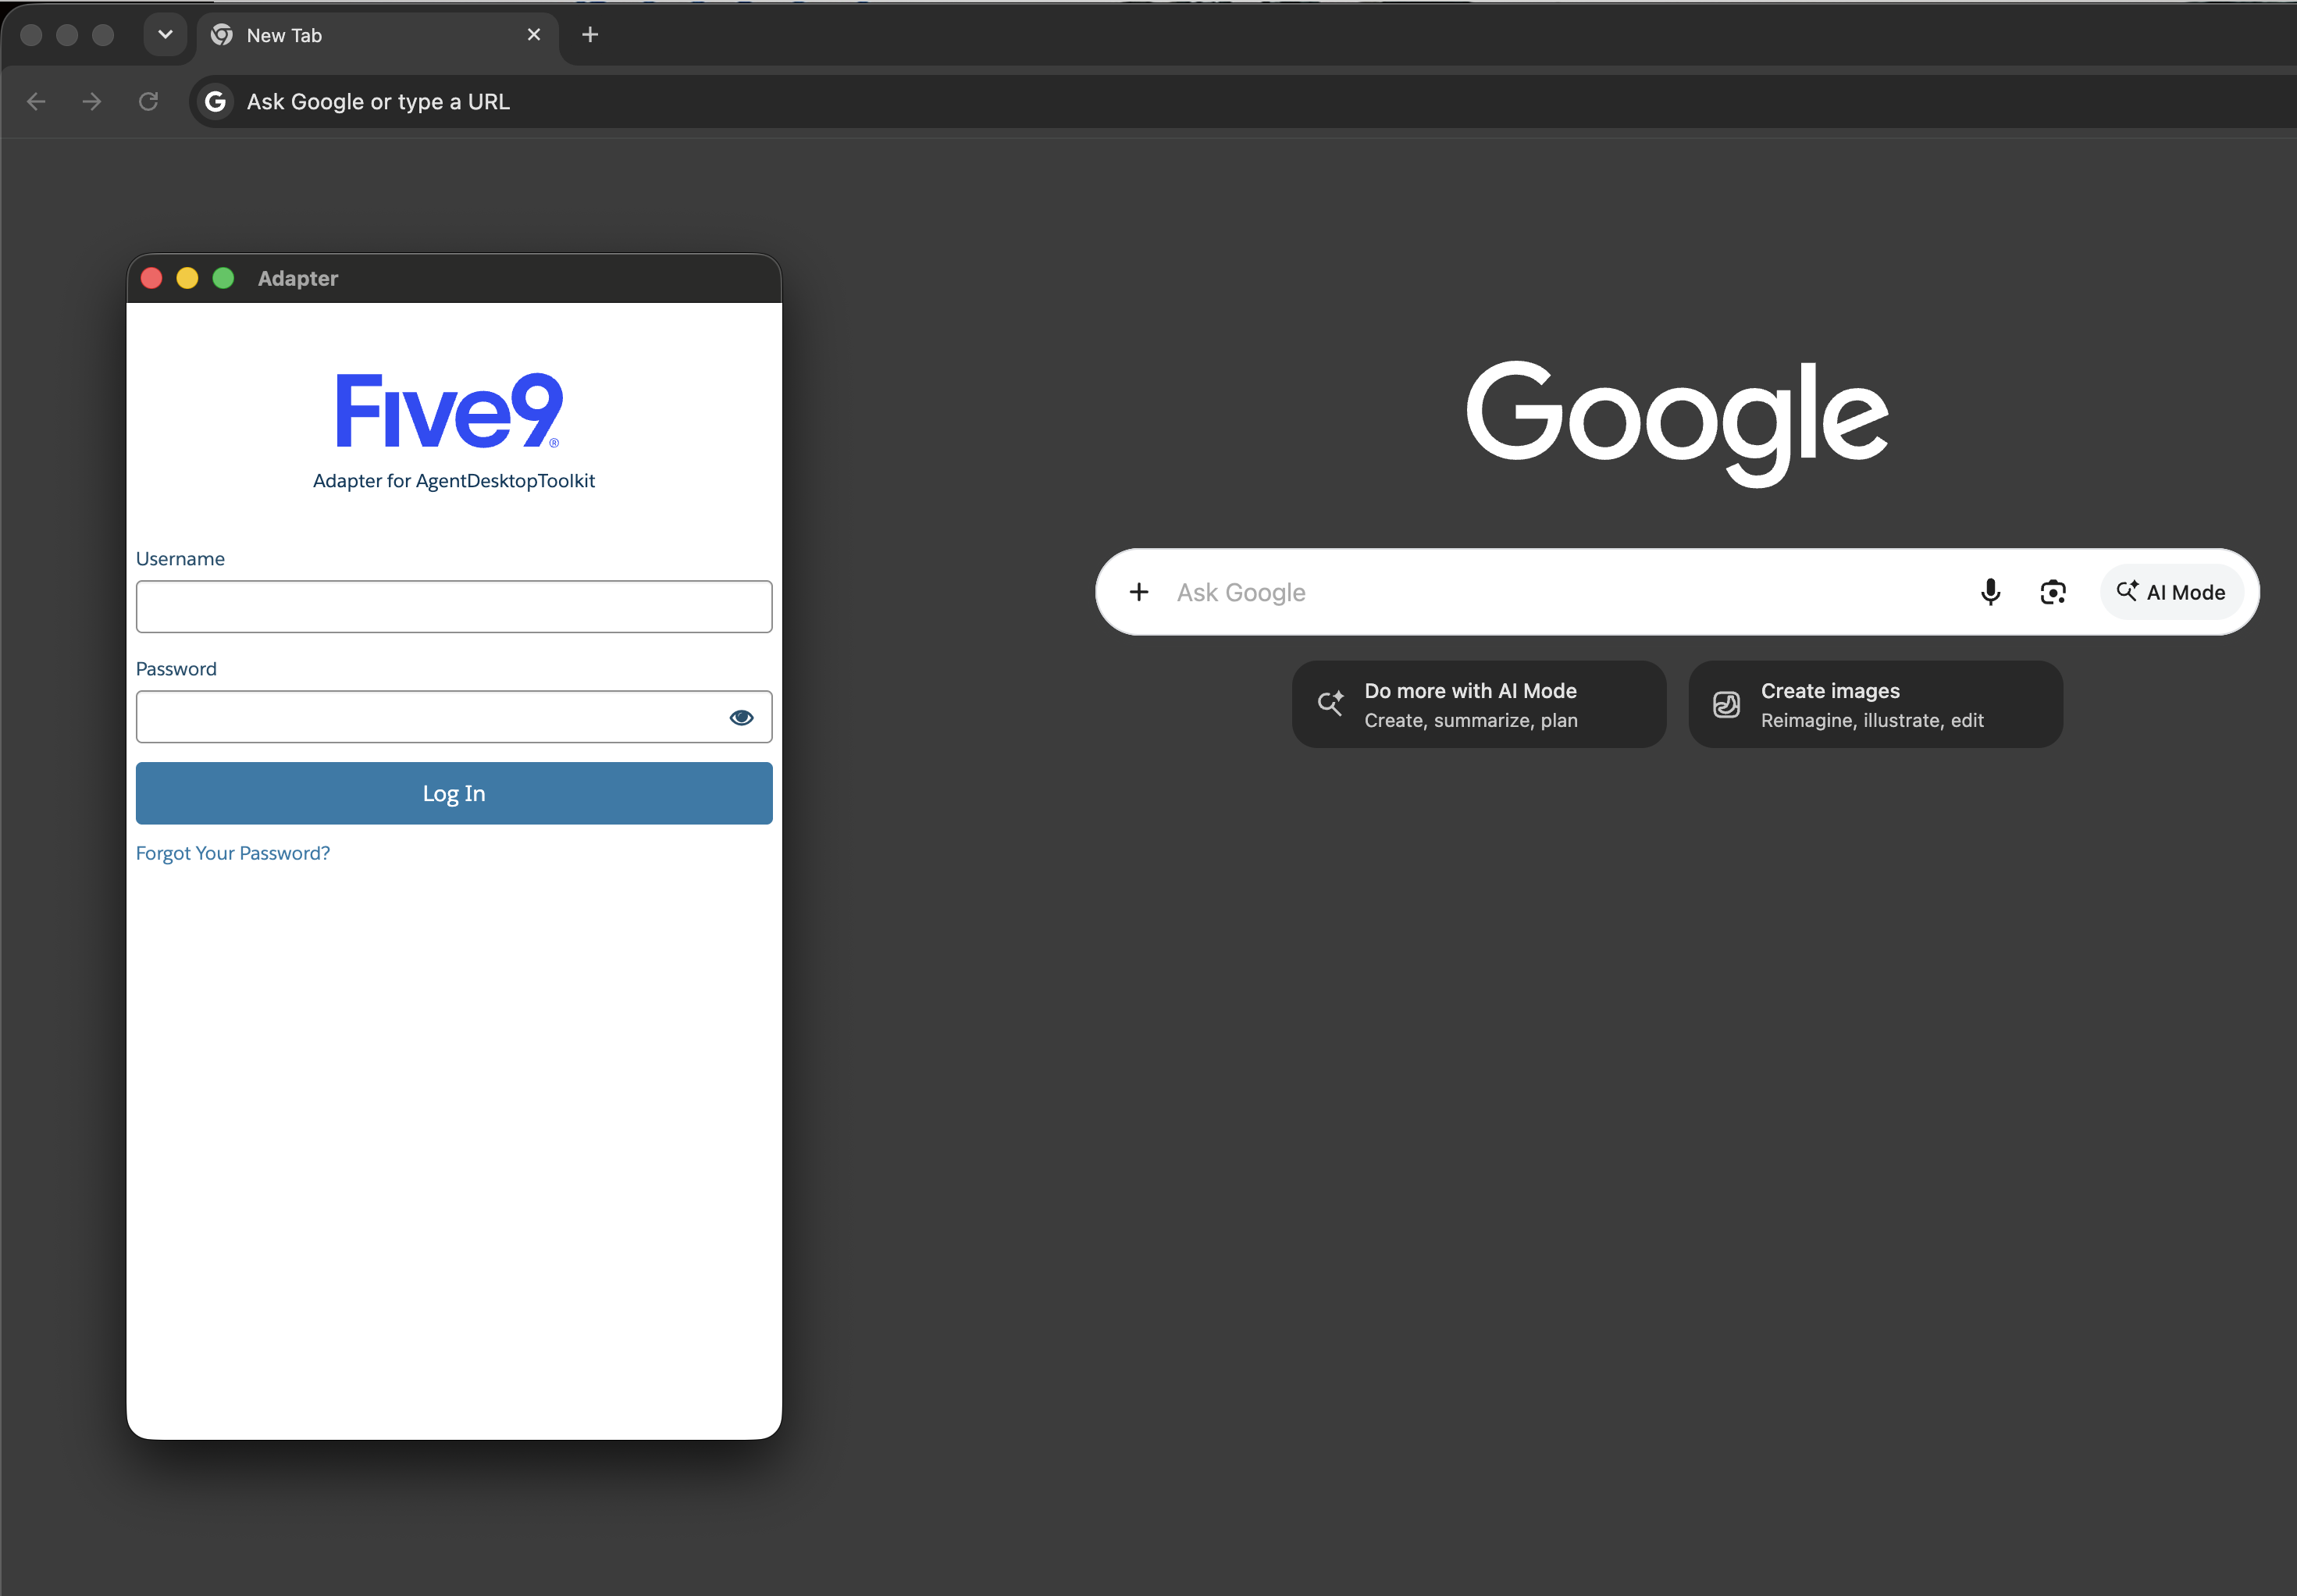 New Tab
Ask Google or type a URL
Adapter
Five9®
Adapter for AgentDesktopToolkit
Username
Password
Log In
Forgot Your Password?
Google
Ask Google
AI Mode
Do more with AI Mode
Create, summarize, plan
Create images
Reimagine, illustrate, edit